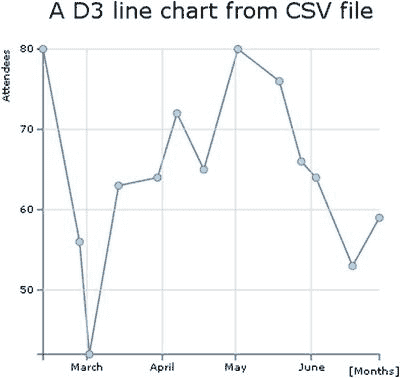 A D3 line chart from CSV file
Attendees
80
70
60
50
March April May June [Months]